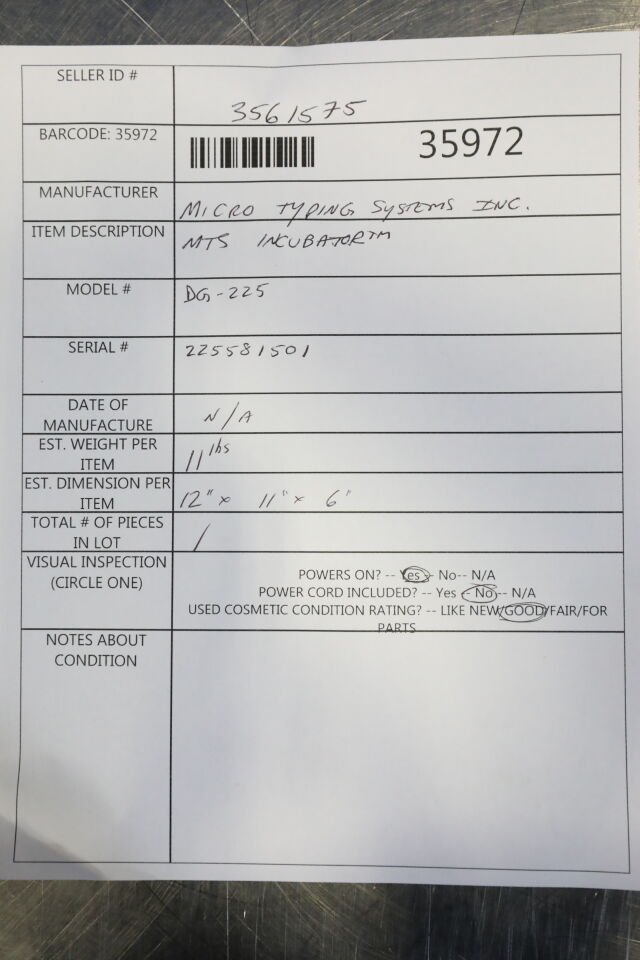 SELLER ID #
3561575
BARCODE: 35972
35972
MANUFACTURER
MICRO TYPING SYSTEMS INC.
ITEM DESCRIPTION
MTS INCUBATOR™
MODEL #
DG-225
SERIAL #
225581501
DATE OF
MANUFACTURE
N/A
EST. WEIGHT PER
ITEM
11 lbs
EST. DIMENSION PER
ITEM
12" x 11" x 6"
TOTAL # OF PIECES
IN LOT
1
VISUAL INSPECTION
(CIRCLE ONE)
POWERS ON? -- Yes -- No-- N/A
POWER CORD INCLUDED? -- Yes -- No-- N/A
USED COSMETIC CONDITION RATING? -- LIKE NEW/GOOD/FAIR/FOR
PARTS
NOTES ABOUT
CONDITION